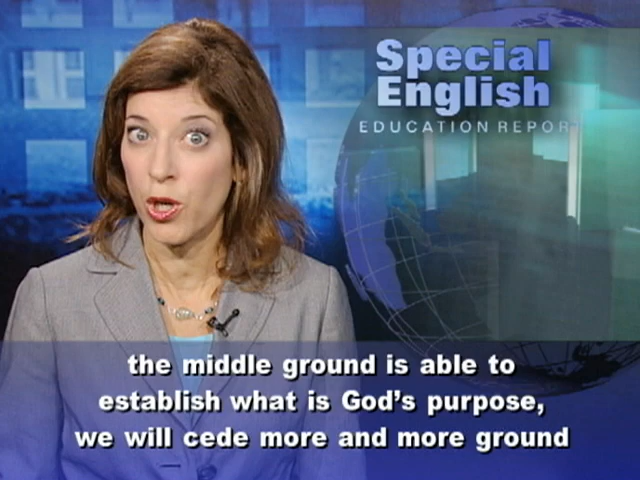 Special
English
EDUCATION REPORT
the middle ground is able to
establish what is God's purpose,
we will cede more and more ground